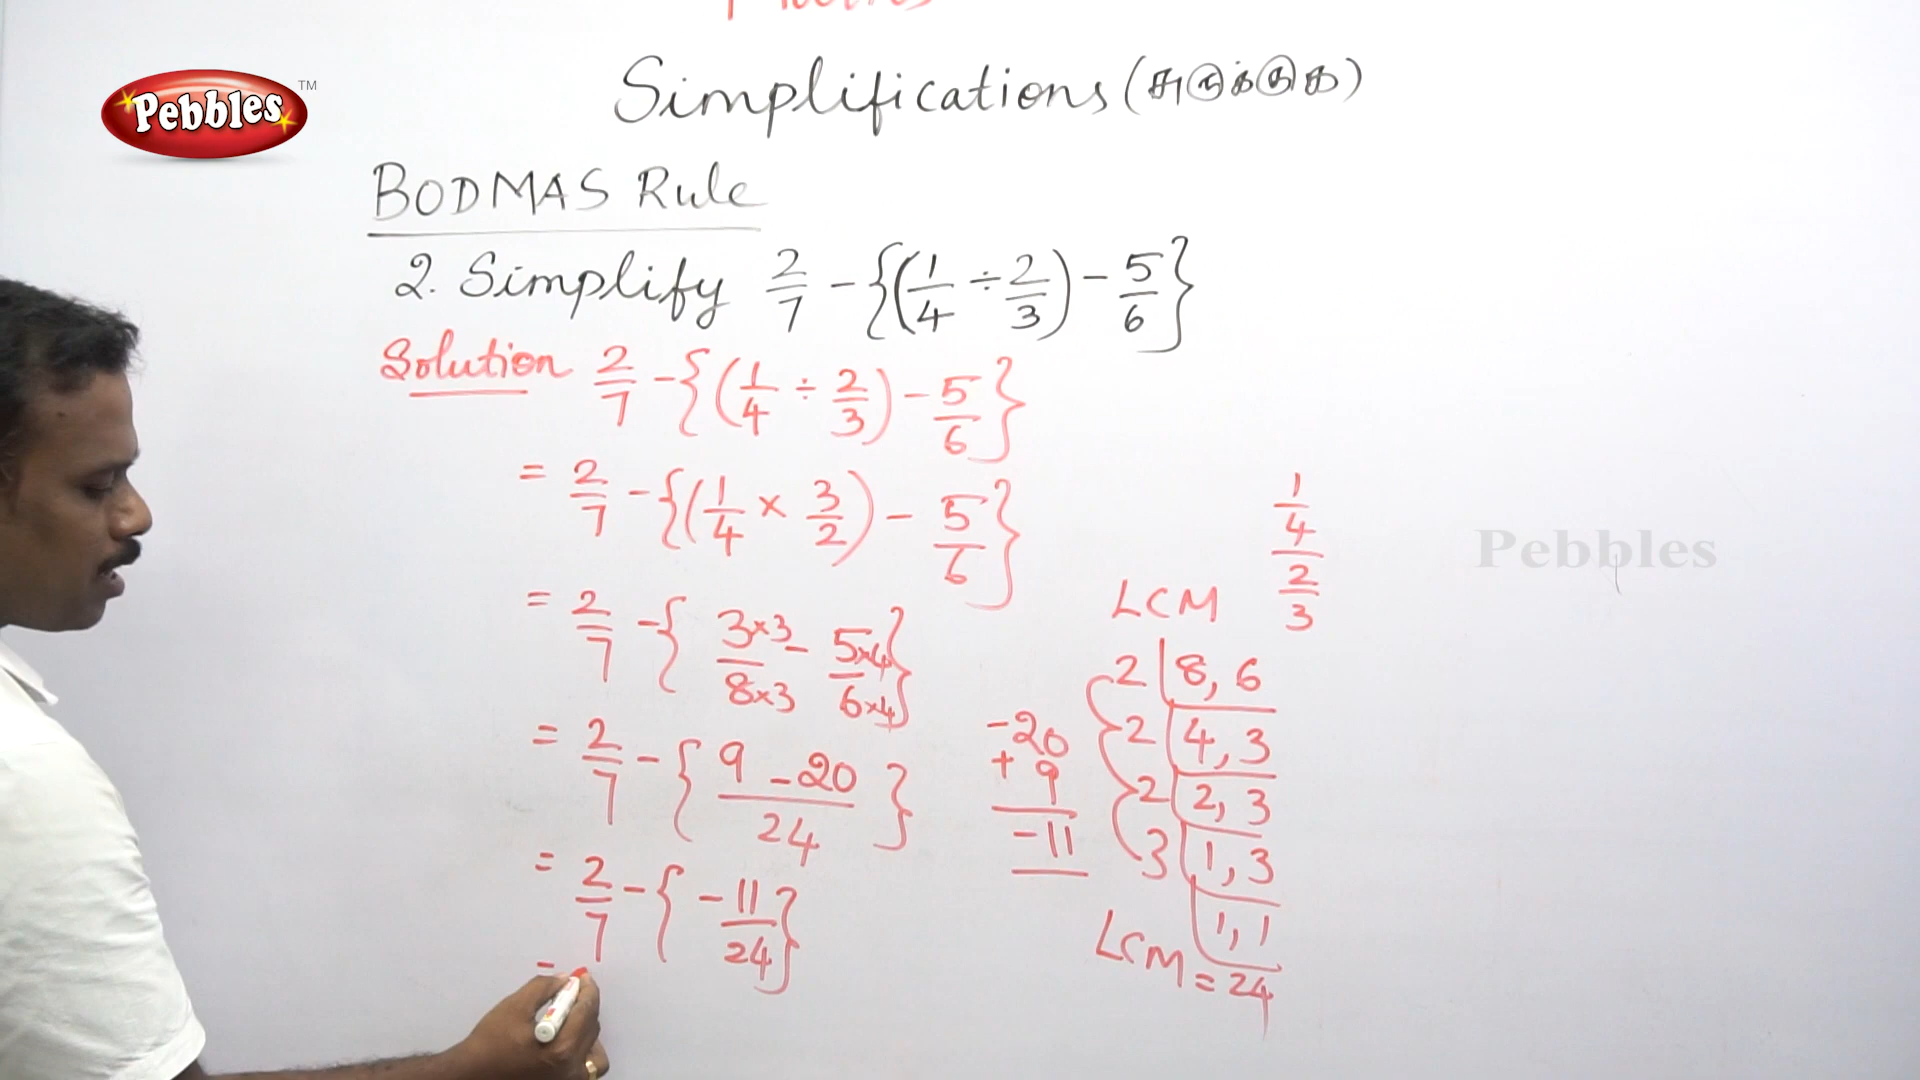 Pebbles™
Simplifications (சுருக்குக)
BODMAS Rule
2. Simplify 2/7 - {(1/4 ÷ 2/3) - 5/6}
Solution 2/7 - {(1/4 ÷ 2/3) - 5/6}
= 2/7 - {(1/4 × 3/2) - 5/6}
= 2/7 - {3×3/8×3 - 5×4/6×4}
= 2/7 - {9 - 20/24}
= 2/7 - {-11/24}
=
-20
+ 9
-11
1/4
2/3
LCM
2 | 8, 6
2 | 4, 3
2 | 2, 3
3 | 1, 3
1, 1
LCM = 24
Pebbles